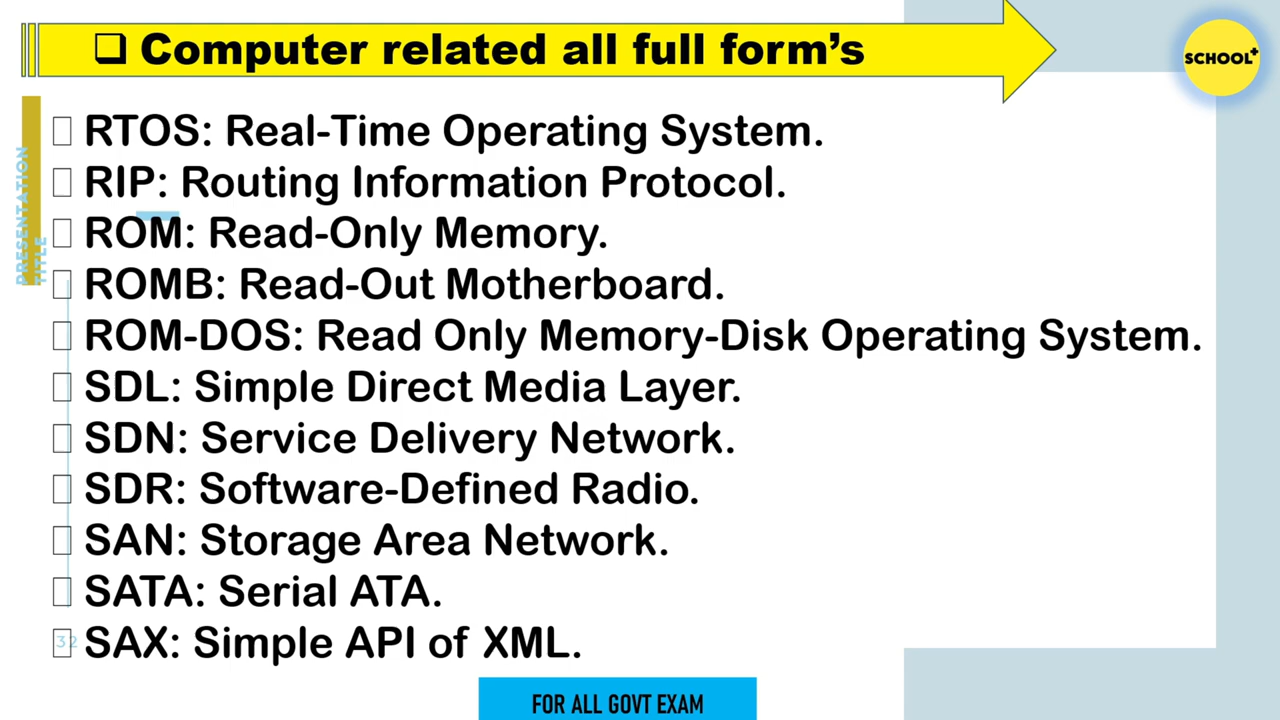 ❑ Computer related all full form’s
SCHOOL+
PRESENTATION
TITLE
RTOS: Real-Time Operating System.
RIP: Routing Information Protocol.
ROM: Read-Only Memory.
ROMB: Read-Out Motherboard.
ROM-DOS: Read Only Memory-Disk Operating System.
SDL: Simple Direct Media Layer.
SDN: Service Delivery Network.
SDR: Software-Defined Radio.
SAN: Storage Area Network.
SATA: Serial ATA.
SAX: Simple API of XML.
32
FOR ALL GOVT EXAM